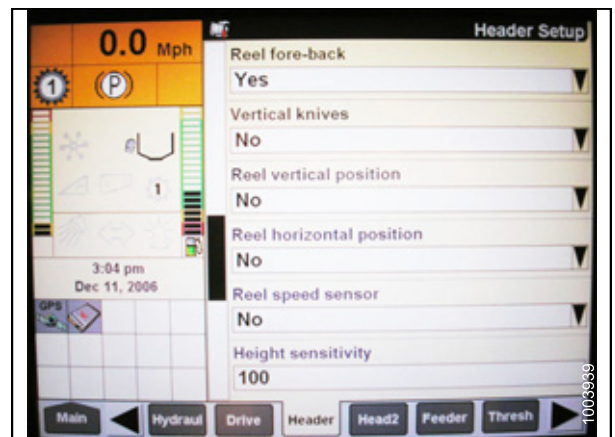 0.0 Mph
1
(P)
1
3:04 pm
Dec 11, 2006
GPS
Header Setup
Reel fore-back
Yes
Vertical knives
No
Reel vertical position
No
Reel horizontal position
No
Reel speed sensor
No
Height sensitivity
100
Main
Hydraul
Drive
Header
Head2
Feeder
Thresh
1003939